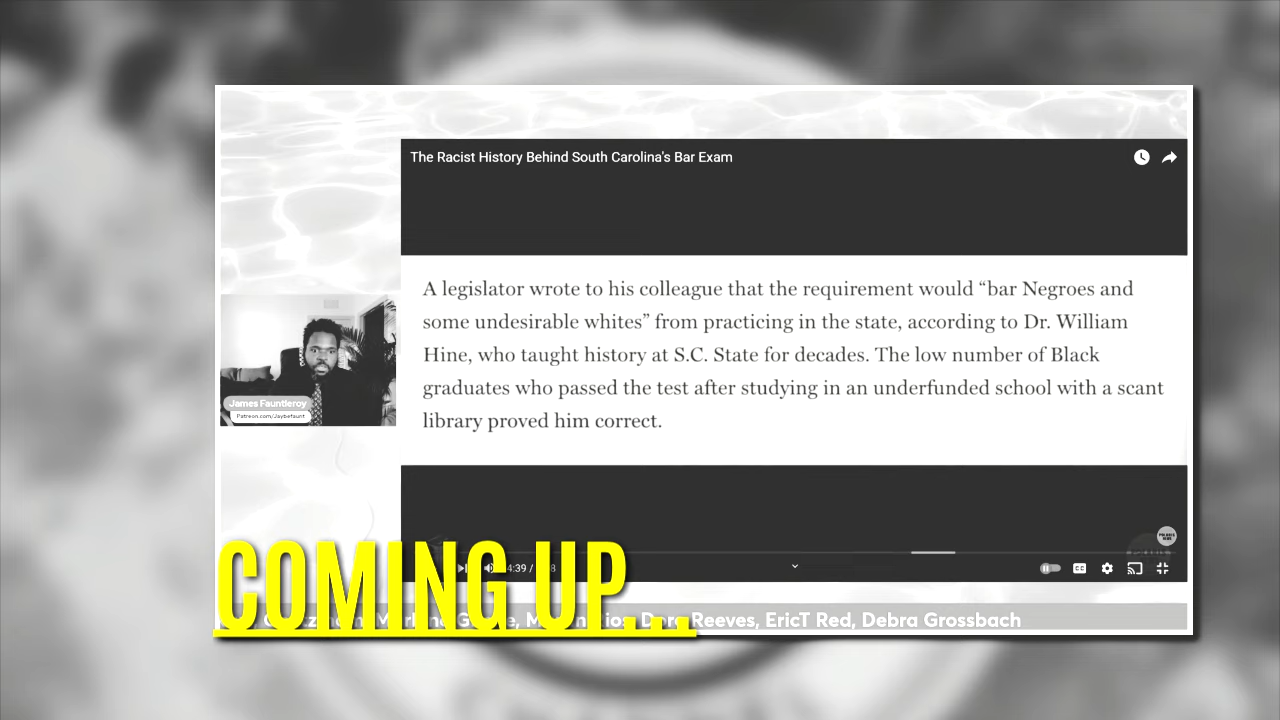 The Racist History Behind South Carolina's Bar Exam
A legislator wrote to his colleague that the requirement would “bar Negroes and
some undesirable whites” from practicing in the state, according to Dr. William
Hine, who taught history at S.C. State for decades. The low number of Black
graduates who passed the test after studying in an underfunded school with a scant
library proved him correct.
James Fauntleroy
Patreon.com/Jaybefaunt
COMING UP...
4:39 /
Reeves, EricT Red, Debra Grossbach